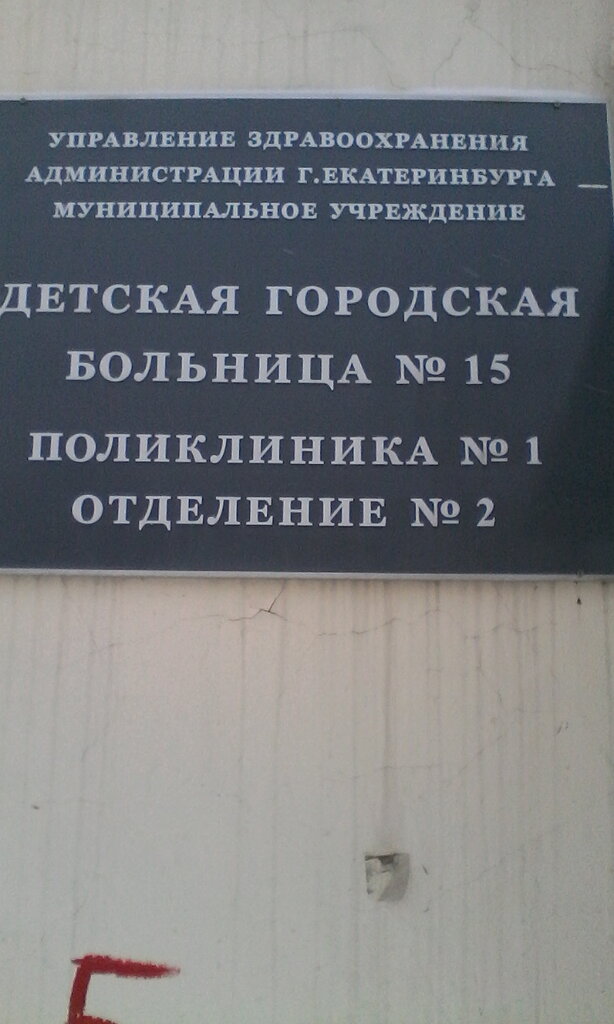 УПРАВЛЕНИЕ ЗДРАВООХРАНЕНИЯ
АДМИНИСТРАЦИИ Г.ЕКАТЕРИНБУРГА
МУНИЦИПАЛЬНОЕ УЧРЕЖДЕНИЕ
ДЕТСКАЯ ГОРОДСКАЯ
БОЛЬНИЦА № 15
ПОЛИКЛИНИКА № 1
ОТДЕЛЕНИЕ № 2